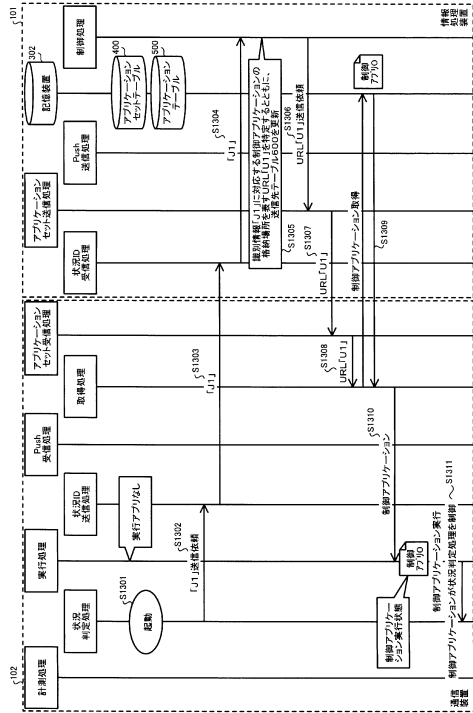 102
通信
装置
計測処理
状況
判定処理
実行処理
状況ID
送信処理
Push
受信処理
取得処理
アプリケーション
セット受信処理
101
情報
処理
装置
状況ID
受信処理
アプリケーション
セット送信処理
Push
送信処理
302
記憶装置
制御処理
400
アプリケーション
セットテーブル
500
アプリケーション
テーブル
起動
S1301
実行アプリなし
S1302
「J1」送信依頼
S1303
「J1」
S1304
「J1」
識別情報「J1」に対応する制御アプリケーションの
格納場所を表すURL「U1」を特定するとともに、
送信先テーブル600を更新
S1305
S1306
URL「U1」送信依頼
S1307
URL「U1」
S1308
URL「U1」
制御アプリケーション取得
S1309
制御
アプリ0
S1310
制御アプリケーション
制御
アプリ0
制御アプリケー
ション実行状態
制御アプリケーション実行
制御アプリケーションが状況判定処理を制御
S1311